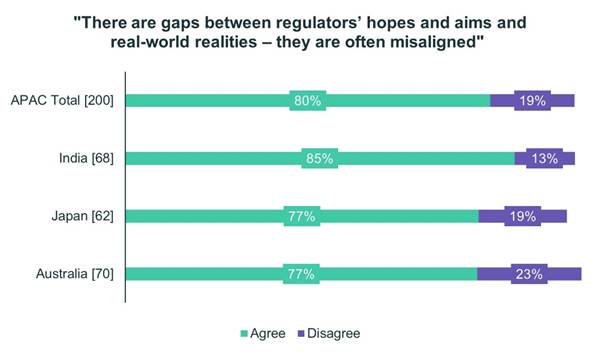 "There are gaps between regulators’ hopes and aims and
real-world realities – they are often misaligned"
APAC Total [200]
80%
19%
India [68]
85%
13%
Japan [62]
77%
19%
Australia [70]
77%
23%
Agree
Disagree